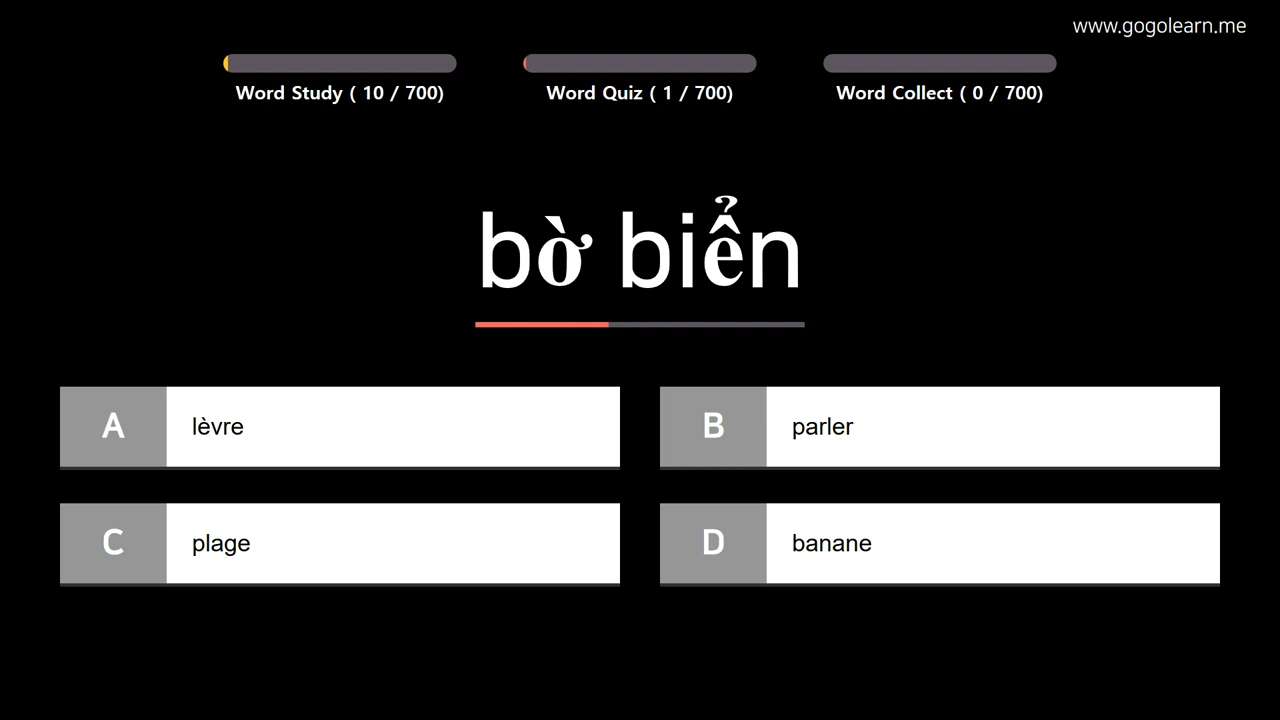 www.gogolearn.me
Word Study ( 10 / 700)
Word Quiz ( 1 / 700)
Word Collect ( 0 / 700)
bờ biển
A lèvre
B parler
C plage
D banane